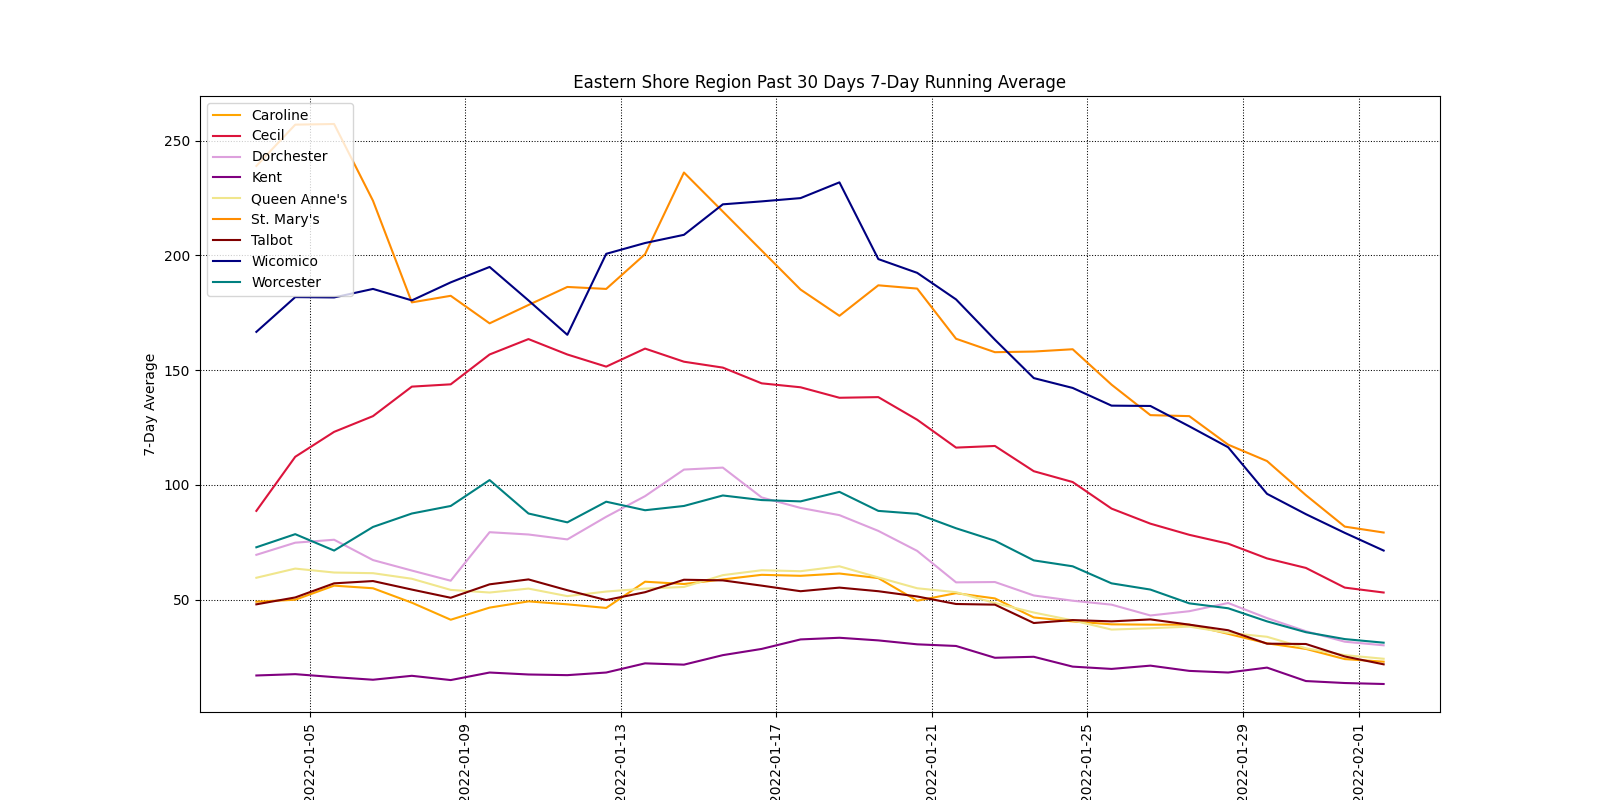 Eastern Shore Region Past 30 Days 7-Day Running Average
Caroline
Cecil
Dorchester
Kent
Queen Anne's
St. Mary's
Talbot
Wicomico
Worcester
250
200
150
100
50
7-Day Average
2022-01-05
2022-01-09
2022-01-13
2022-01-17
2022-01-21
2022-01-25
2022-01-29
2022-02-01